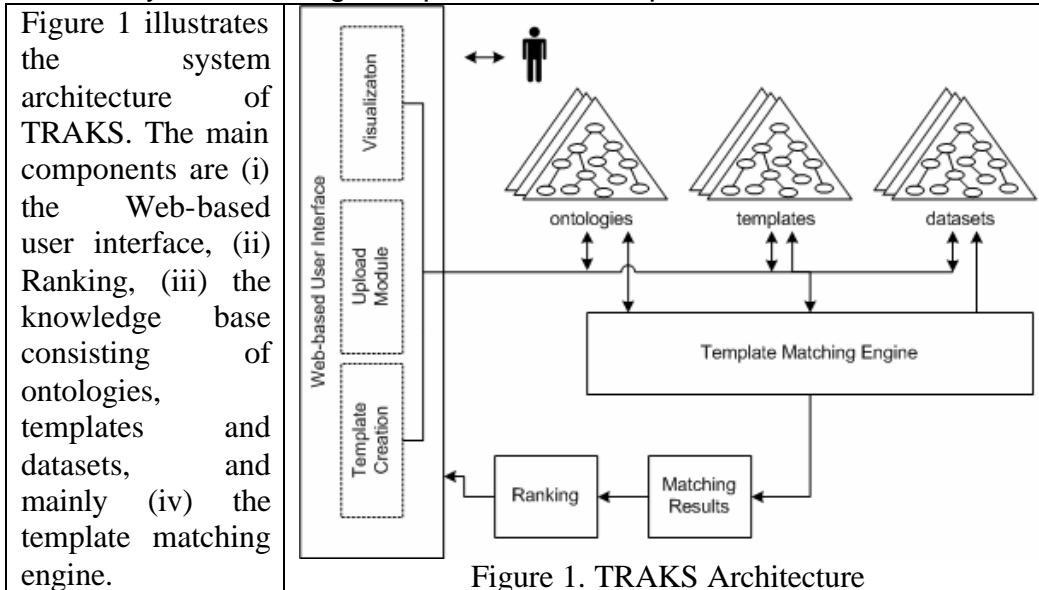 Figure 1 illustrates
the system
architecture of
TRAKS. The main
components are (i)
the Web-based
user interface, (ii)
Ranking, (iii) the
knowledge base
consisting of
ontologies,
templates and
datasets, and
mainly (iv) the
template matching
engine.
Web-based User Interface
Visualizaton
Upload
Module
Template
Creation
ontologies
templates
datasets
Template Matching Engine
Ranking
Matching
Results
Figure 1. TRAKS Architecture